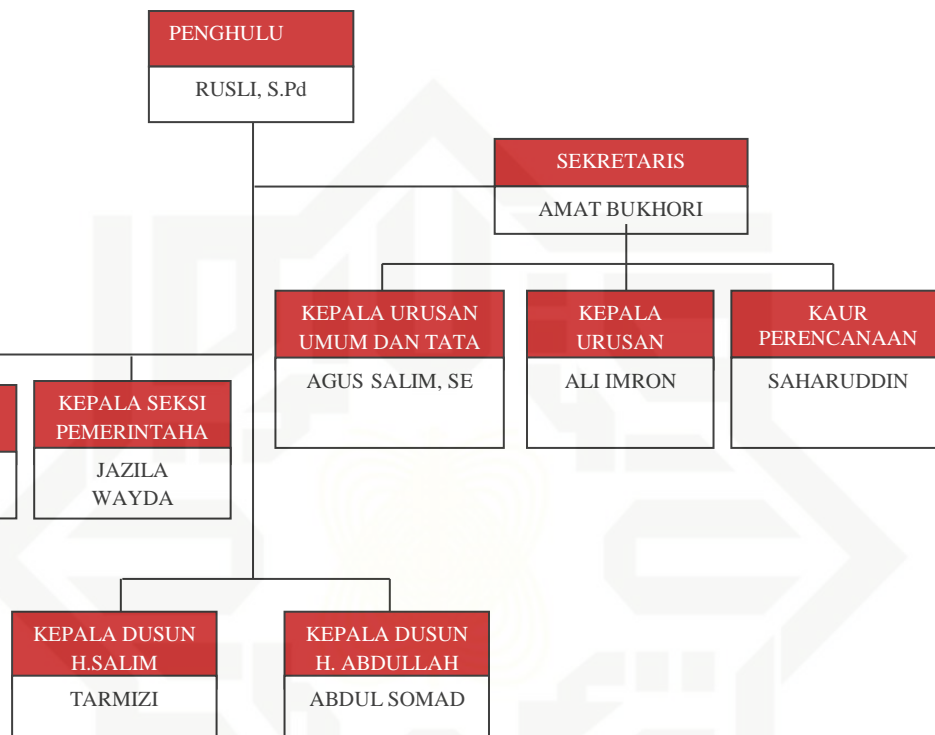 PENGHULU
RUSLI, S.Pd
SEKRETARIS
AMAT BUKHORI
KEPALA URUSAN
UMUM DAN TATA
AGUS SALIM, SE
KEPALA
URUSAN
ALI IMRON
KAUR
PERENCANAAN
SAHARUDDIN
KEPALA SEKSI
PEMERINTAHA
JAZILA
WAYDA
KEPALA DUSUN
H.SALIM
TARMIZI
KEPALA DUSUN
H. ABDULLAH
ABDUL SOMAD